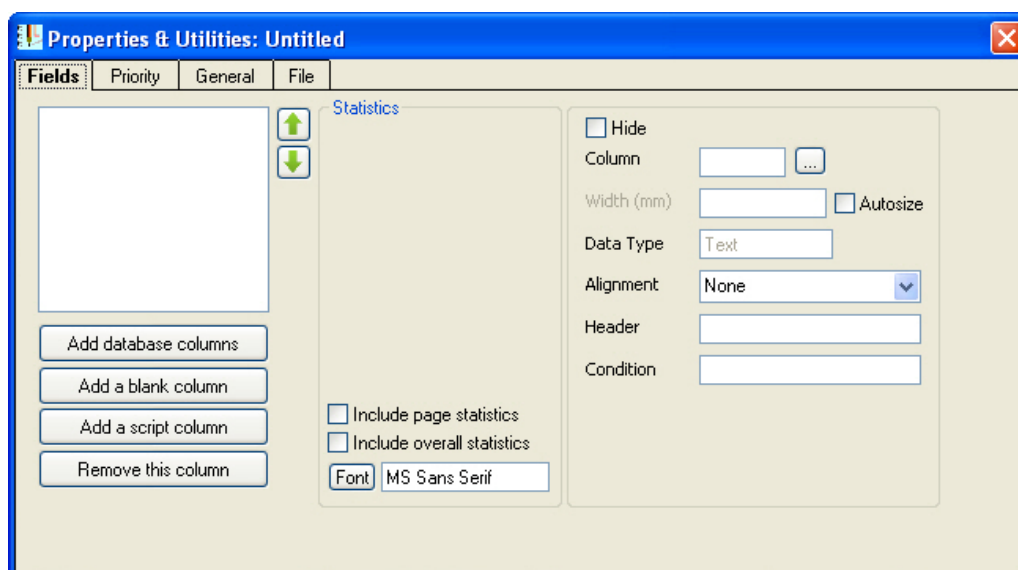 Properties & Utilities: Untitled
Fields Priority General File
Statistics
Hide
Column ...
Width (mm) Autosize
Data Type Text
Alignment None
Header
Condition
Add database columns
Add a blank column
Add a script column
Remove this column
Include page statistics
Include overall statistics
Font MS Sans Serif